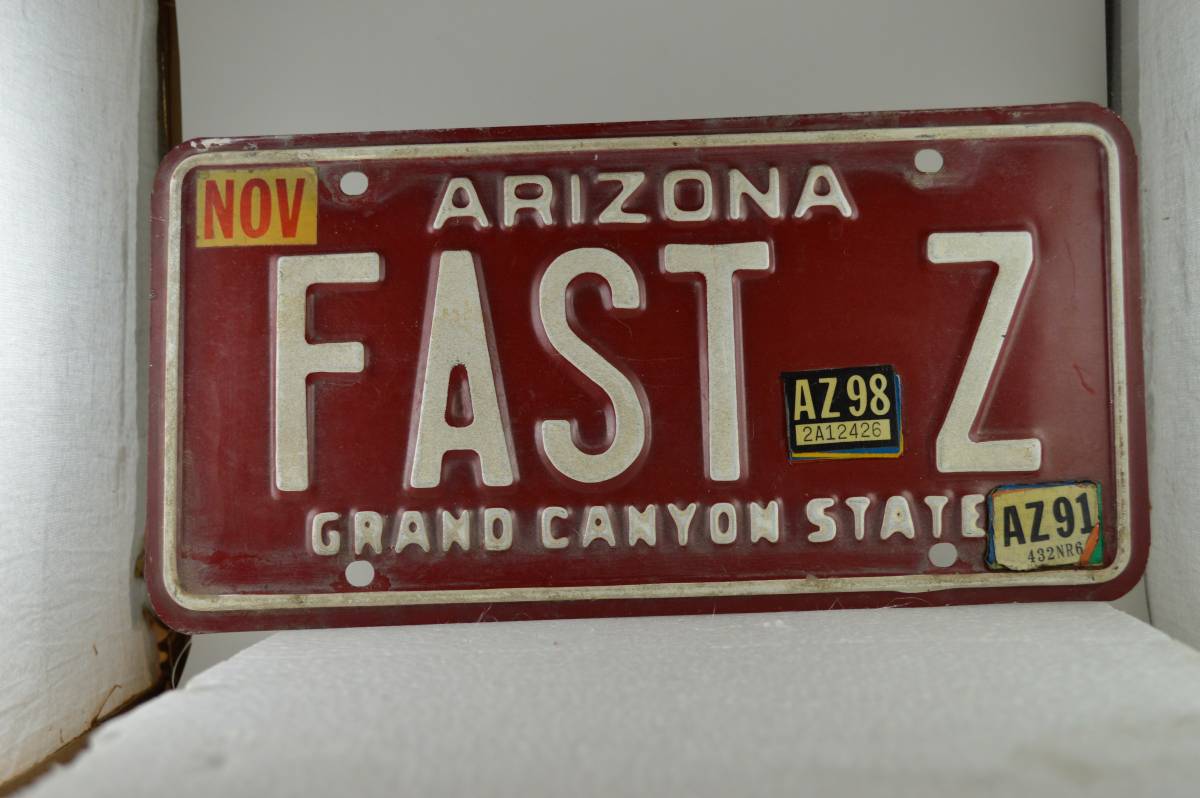 NOV
ARIZONA
FAST Z
AZ 98
2A12426
GRAND CANYON STATE
AZ 91
432NR6